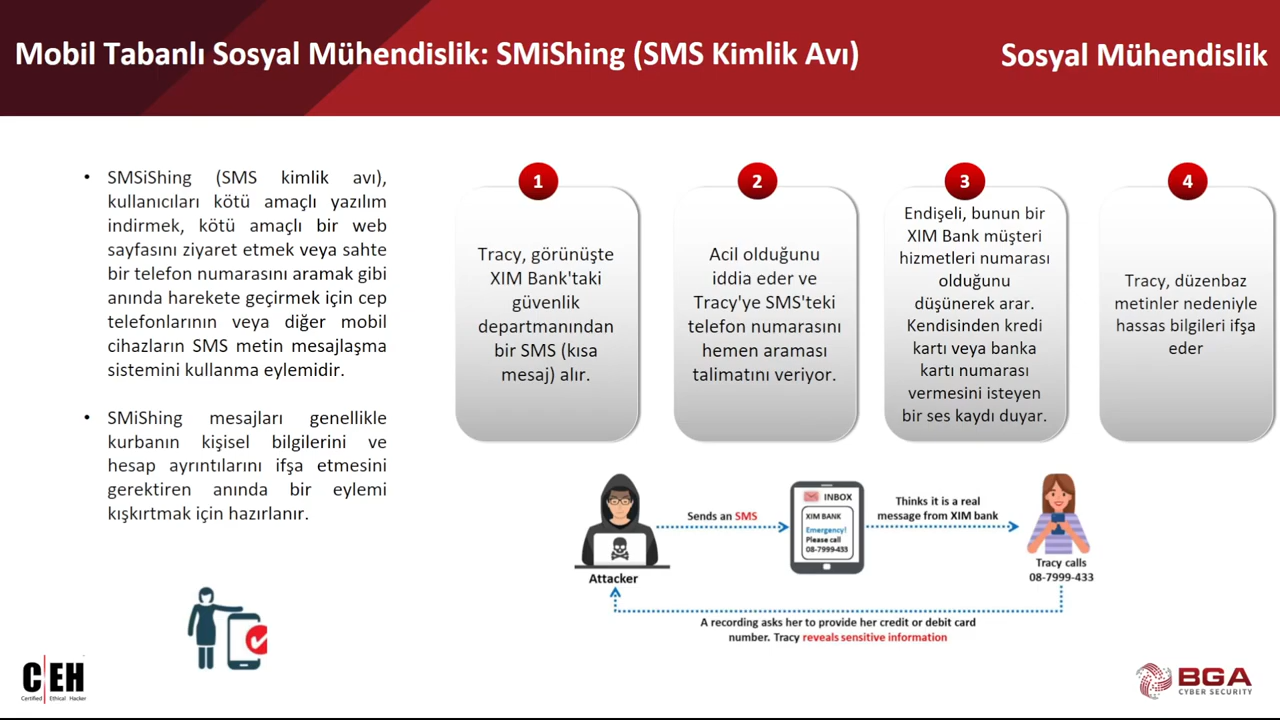 Mobil Tabanlı Sosyal Mühendislik: SMiShing (SMS Kimlik Avı)
Sosyal Mühendislik
• SMSiShing (SMS kimlik avı),
kullanıcıları kötü amaçlı yazılım
indirmek, kötü amaçlı bir web
sayfasını ziyaret etmek veya sahte
bir telefon numarasını aramak gibi
anında harekete geçirmek için cep
telefonlarının veya diğer mobil
cihazların SMS metin mesajlaşma
sistemini kullanma eylemidir.
• SMiShing mesajları genellikle
kurbanın kişisel bilgilerini ve
hesap ayrıntılarını ifşa etmesini
gerektiren anında bir eylemi
kışkırtmak için hazırlanır.
1
Tracy, görünüşte
XIM Bank'taki
güvenlik
departmanından
bir SMS (kısa
mesaj) alır.
2
Acil olduğunu
iddia eder ve
Tracy'ye SMS'teki
telefon numarasını
hemen araması
talimatını veriyor.
3
Endişeli, bunun bir
XIM Bank müşteri
hizmetleri numarası
olduğunu
düşünerek arar.
Kendisinden kredi
kartı veya banka
kartı numarası
vermesini isteyen
bir ses kaydı duyar.
4
Tracy, düzenbaz
metinler nedeniyle
hassas bilgileri ifşa
eder
Attacker
Sends an SMS
INBOX
XIM BANK
Emergency!
Please call
08-7999-433
Thinks it is a real
message from XIM bank
Tracy calls
08-7999-433
A recording asks her to provide her credit or debit card
number. Tracy reveals sensitive information
C|EH
Certified Ethical Hacker
BGA
CYBER SECURITY